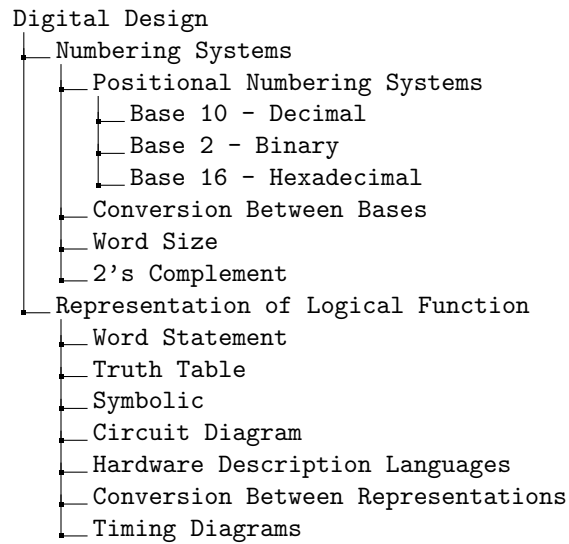 Digital Design
Numbering Systems
Positional Numbering Systems
Base 10 - Decimal
Base 2 - Binary
Base 16 - Hexadecimal
Conversion Between Bases
Word Size
2's Complement
Representation of Logical Function
Word Statement
Truth Table
Symbolic
Circuit Diagram
Hardware Description Languages
Conversion Between Representations
Timing Diagrams